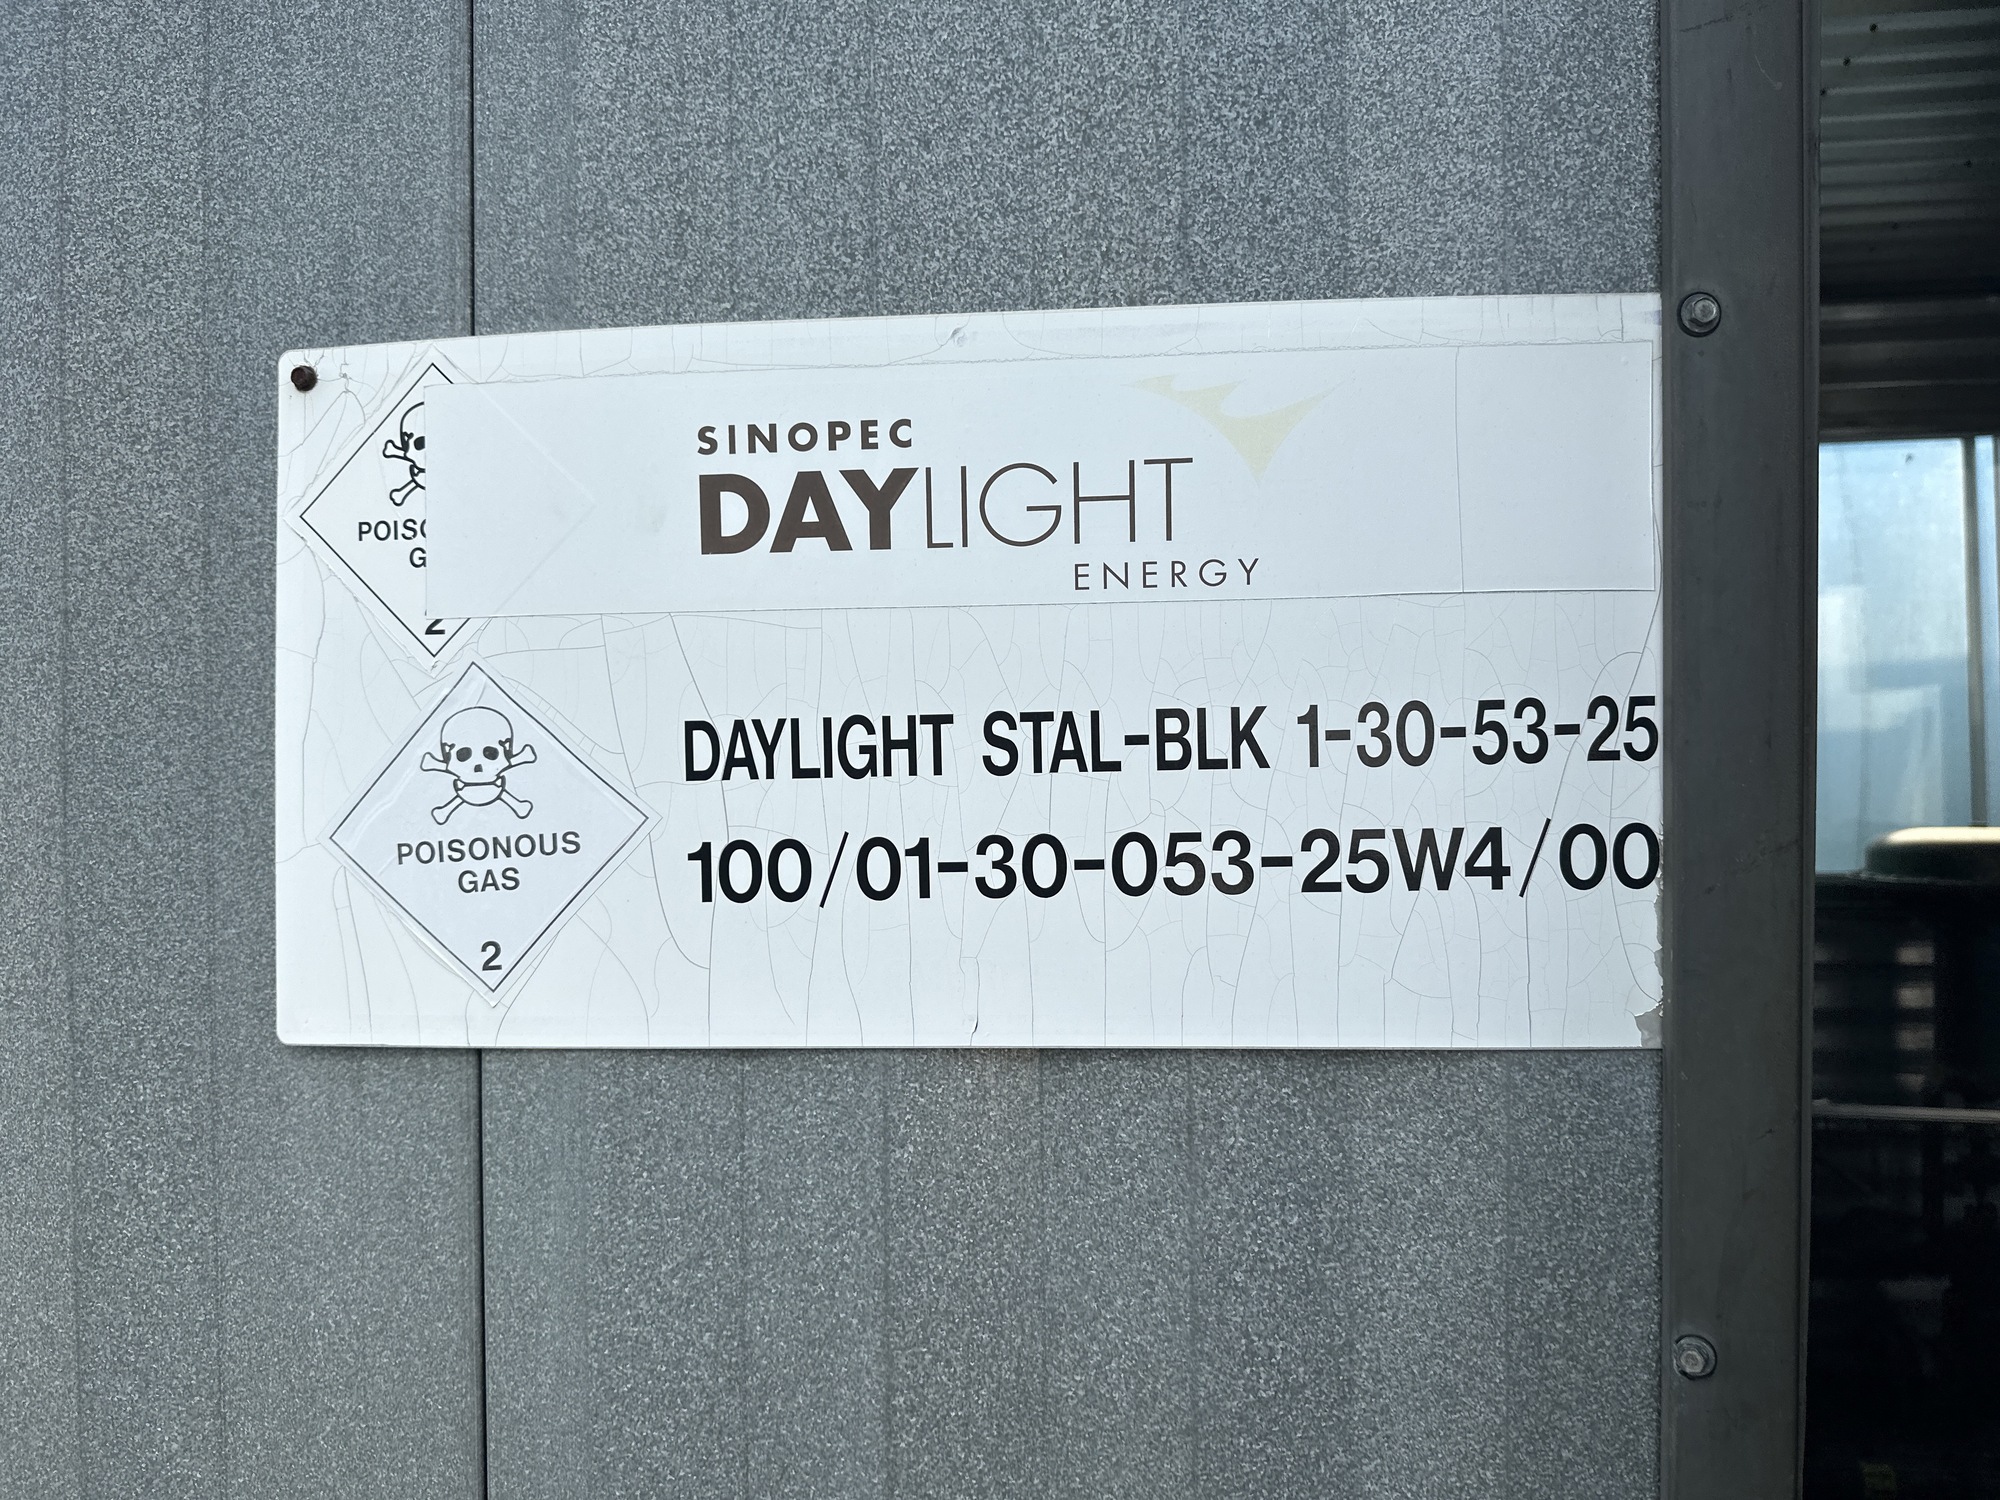 SINOPEC
DAYLIGHT
ENERGY
POISO
G
2
DAYLIGHT STAL-BLK 1-30-53-25
100/01-30-053-25W4/00
POISONOUS
GAS
2